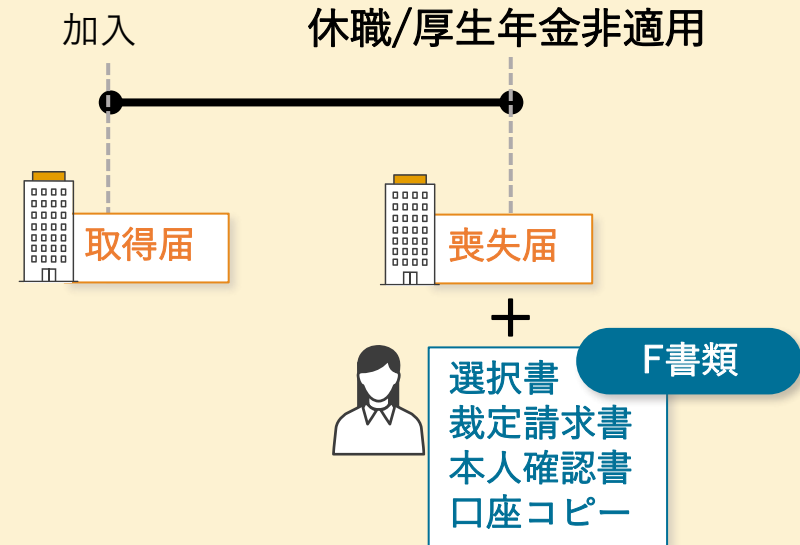 加入
休職/厚生年金非適用
取得届
喪失届
+
F書類
選択書
裁定請求書
本人確認書
口座コピー